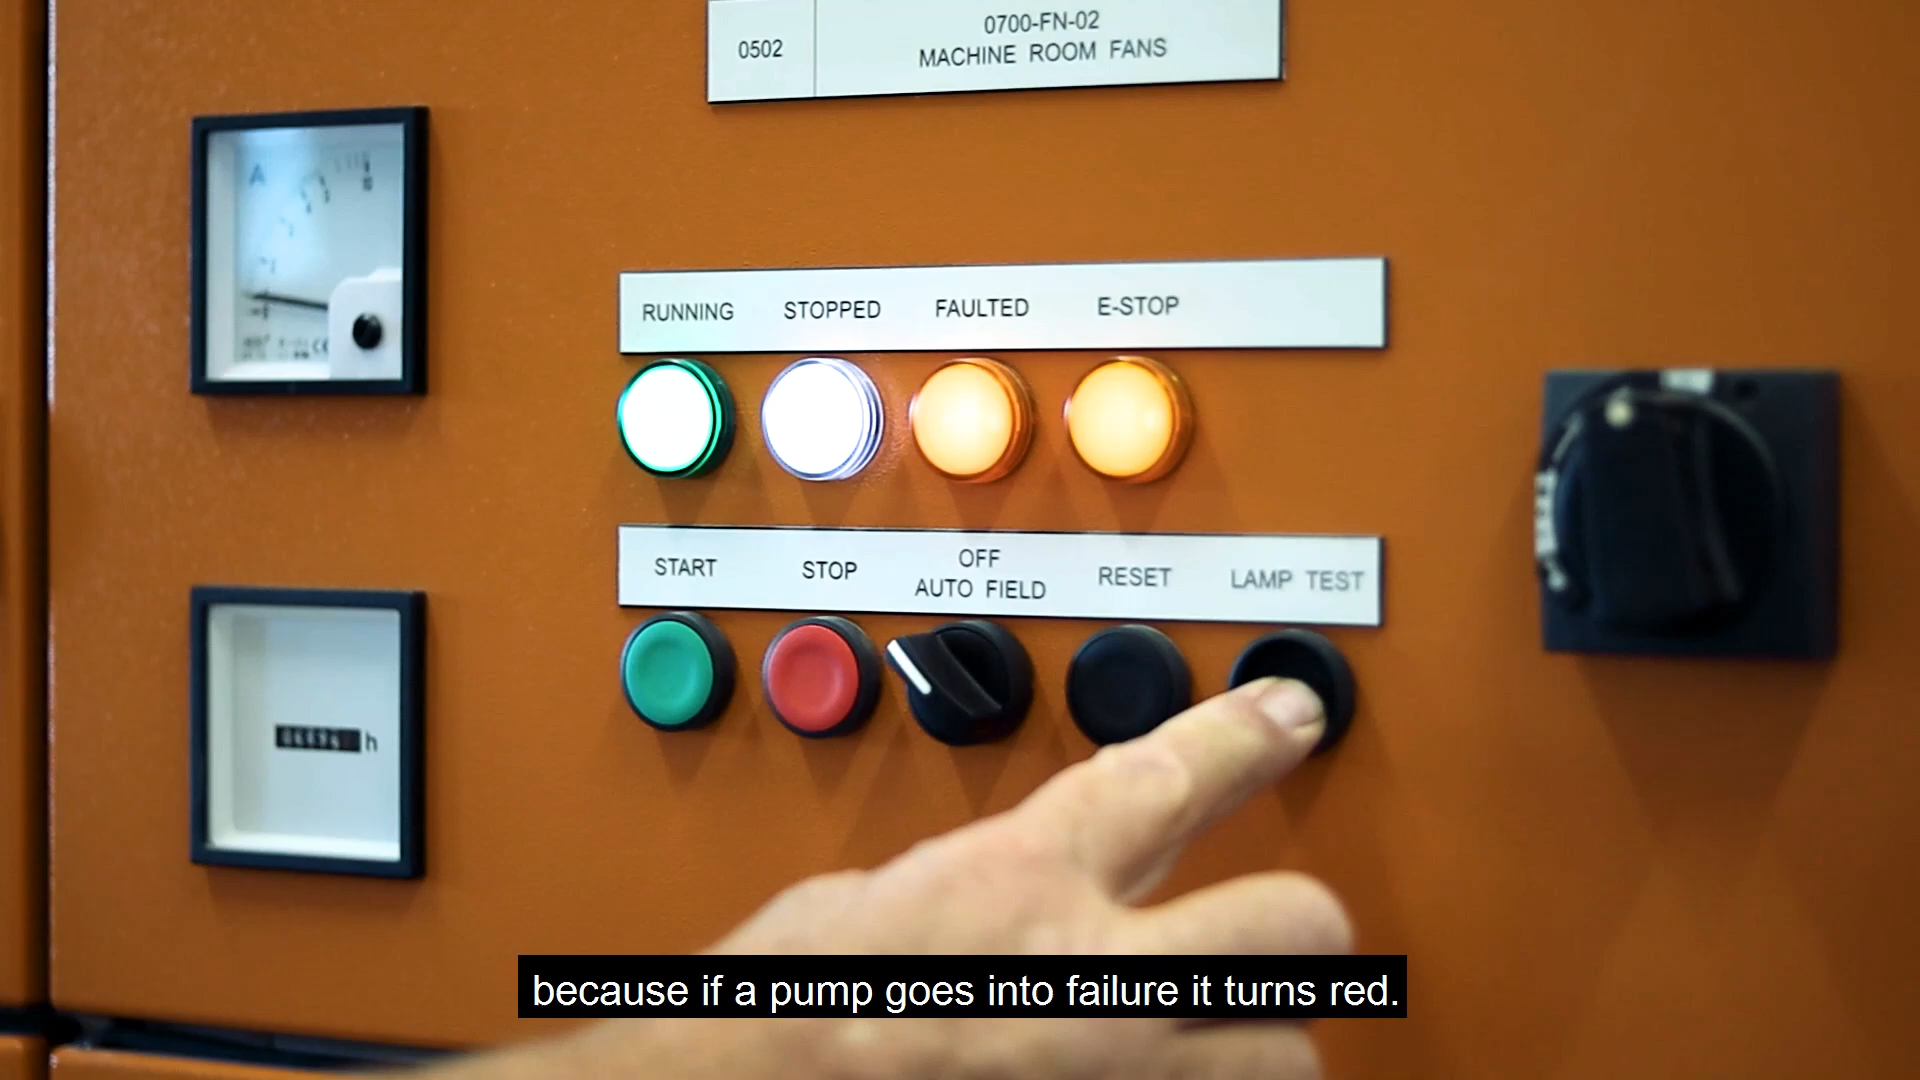 0502
0700-FN-02
MACHINE ROOM FANS
A
10
RUNNING STOPPED FAULTED E-STOP
START STOP OFF AUTO FIELD RESET LAMP TEST
h
because if a pump goes into failure it turns red.